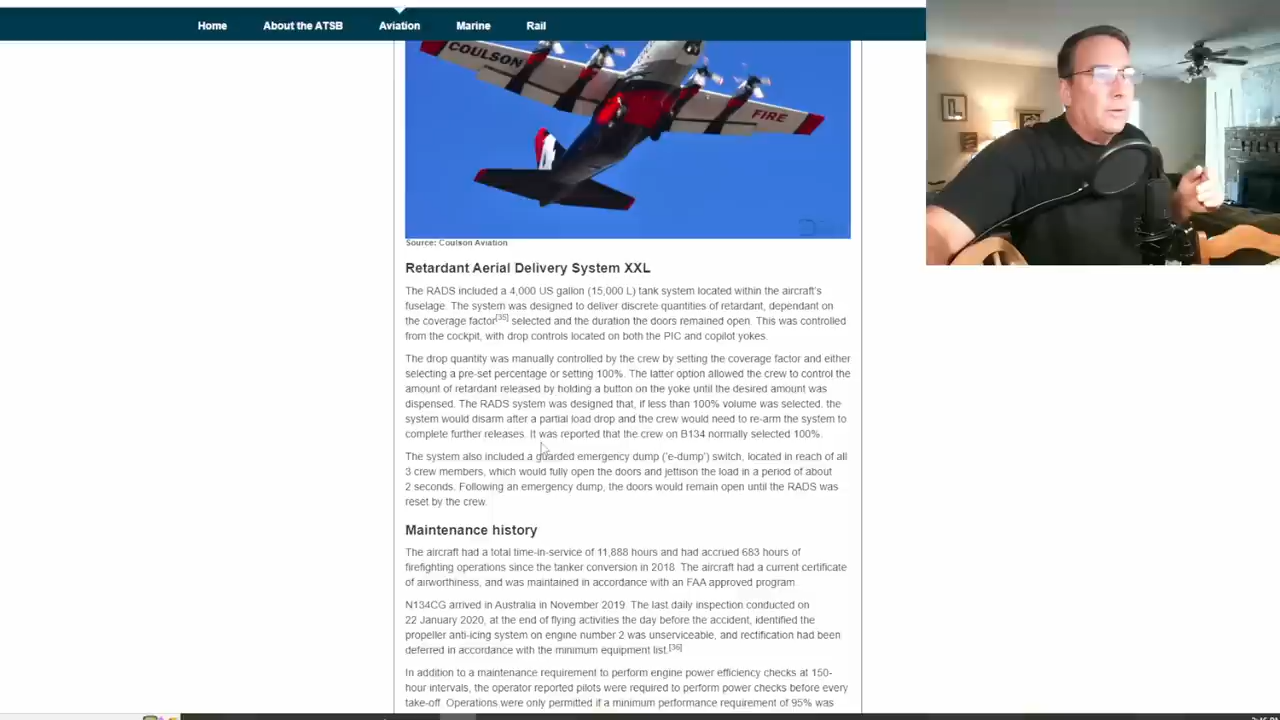 Home
About the ATSB
Aviation
Marine
Rail
COULSON
FIRE
Source: Coulson Aviation
Retardant Aerial Delivery System XXL
The RADS included a 4,000 US gallon (15,000 L) tank system located within the aircraft's
fuselage. The system was designed to deliver discrete quantities of retardant, dependant on
the coverage factor[35] selected and the duration the doors remained open. This was controlled
from the cockpit, with drop controls located on both the PIC and copilot yokes.
The drop quantity was manually controlled by the crew by setting the coverage factor and either
selecting a pre-set percentage or setting 100%. The latter option allowed the crew to control the
amount of retardant released by holding a button on the yoke until the desired amount was
dispensed. The RADS system was designed that, if less than 100% volume was selected, the
system would disarm after a partial load drop and the crew would need to re-arm the system to
complete further releases. It was reported that the crew on B134 normally selected 100%.
The system also included a guarded emergency dump ('e-dump') switch, located in reach of all
3 crew members, which would fully open the doors and jettison the load in a period of about
2 seconds. Following an emergency dump, the doors would remain open until the RADS was
reset by the crew.
Maintenance history
The aircraft had a total time-in-service of 11,888 hours and had accrued 683 hours of
firefighting operations since the tanker conversion in 2018. The aircraft had a current certificate
of airworthiness, and was maintained in accordance with an FAA approved program
N134CG arrived in Australia in November 2019. The last daily inspection conducted on
22 January 2020, at the end of flying activities the day before the accident, identified the
propeller anti-icing system on engine number 2 was unserviceable, and rectification had been
deferred in accordance with the minimum equipment list.[36]
In addition to a maintenance requirement to perform engine power efficiency checks at 150-
hour intervals, the operator reported pilots were required to perform power checks before every
take-off. Operations were only permitted if a minimum performance requirement of 95% was